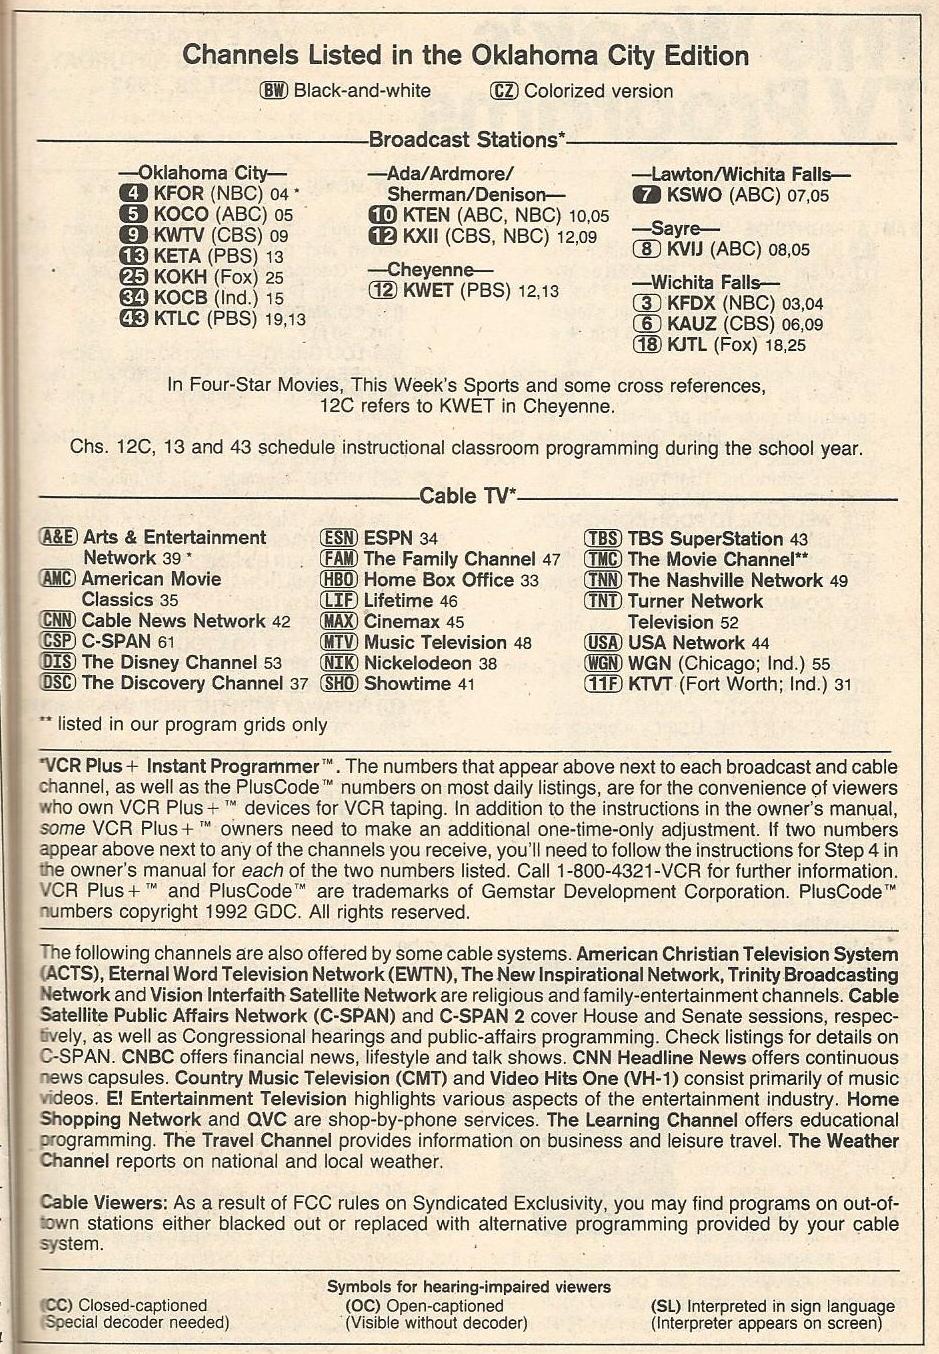 Channels Listed in the Oklahoma City Edition
BW Black-and-white CZ Colorized version
Broadcast Stations*
—Oklahoma City—
4 KFOR (NBC) 04 *
5 KOCO (ABC) 05
9 KWTV (CBS) 09
13 KETA (PBS) 13
25 KOKH (Fox) 25
34 KOCB (Ind.) 15
43 KTLC (PBS) 19,13
—Ada/Ardmore/
Sherman/Denison—
10 KTEN (ABC, NBC) 10,05
12 KXII (CBS, NBC) 12,09
—Cheyenne—
12 KWET (PBS) 12,13
—Lawton/Wichita Falls—
7 KSWO (ABC) 07,05
—Sayre—
8 KVIJ (ABC) 08,05
—Wichita Falls—
3 KFDX (NBC) 03,04
6 KAUZ (CBS) 06,09
18 KJTL (Fox) 18,25
In Four-Star Movies, This Week's Sports and some cross references,
12C refers to KWET in Cheyenne.
Chs. 12C, 13 and 43 schedule instructional classroom programming during the school year.
Cable TV*
A&E Arts & Entertainment
Network 39 *
AMC American Movie
Classics 35
CNN Cable News Network 42
CSP C-SPAN 61
DIS The Disney Channel 53
DSC The Discovery Channel 37
ESN ESPN 34
FAM The Family Channel 47
HBO Home Box Office 33
LIF Lifetime 46
MAX Cinemax 45
MTV Music Television 48
NIK Nickelodeon 38
SHO Showtime 41
TBS TBS SuperStation 43
TMC The Movie Channel**
TNN The Nashville Network 49
TNT Turner Network
Television 52
USA USA Network 44
WGN WGN (Chicago; Ind.) 55
11F KTVT (Fort Worth; Ind.) 31
** listed in our program grids only
*VCR Plus+ Instant Programmer™. The numbers that appear above next to each broadcast and cable
channel, as well as the PlusCode™ numbers on most daily listings, are for the convenience of viewers
who own VCR Plus+™ devices for VCR taping. In addition to the instructions in the owner's manual,
some VCR Plus+™ owners need to make an additional one-time-only adjustment. If two numbers
appear above next to any of the channels you receive, you'll need to follow the instructions for Step 4 in
the owner's manual for each of the two numbers listed. Call 1-800-4321-VCR for further information.
VCR Plus+™ and PlusCode™ are trademarks of Gemstar Development Corporation. PlusCode™
numbers copyright 1992 GDC. All rights reserved.
The following channels are also offered by some cable systems. American Christian Television System
(ACTS), Eternal Word Television Network (EWTN), The New Inspirational Network, Trinity Broadcasting
Network and Vision Interfaith Satellite Network are religious and family-entertainment channels. Cable
Satellite Public Affairs Network (C-SPAN) and C-SPAN 2 cover House and Senate sessions, respec-
tively, as well as Congressional hearings and public-affairs programming. Check listings for details on
C-SPAN. CNBC offers financial news, lifestyle and talk shows. CNN Headline News offers continuous
news capsules. Country Music Television (CMT) and Video Hits One (VH-1) consist primarily of music
videos. E! Entertainment Television highlights various aspects of the entertainment industry. Home
Shopping Network and QVC are shop-by-phone services. The Learning Channel offers educational
programming. The Travel Channel provides information on business and leisure travel. The Weather
Channel reports on national and local weather.
Cable Viewers: As a result of FCC rules on Syndicated Exclusivity, you may find programs on out-of-
town stations either blacked out or replaced with alternative programming provided by your cable
system.
Symbols for hearing-impaired viewers
(CC) Closed-captioned
(Special decoder needed)
(OC) Open-captioned
(Visible without decoder)
(SL) Interpreted in sign language
(Interpreter appears on screen)